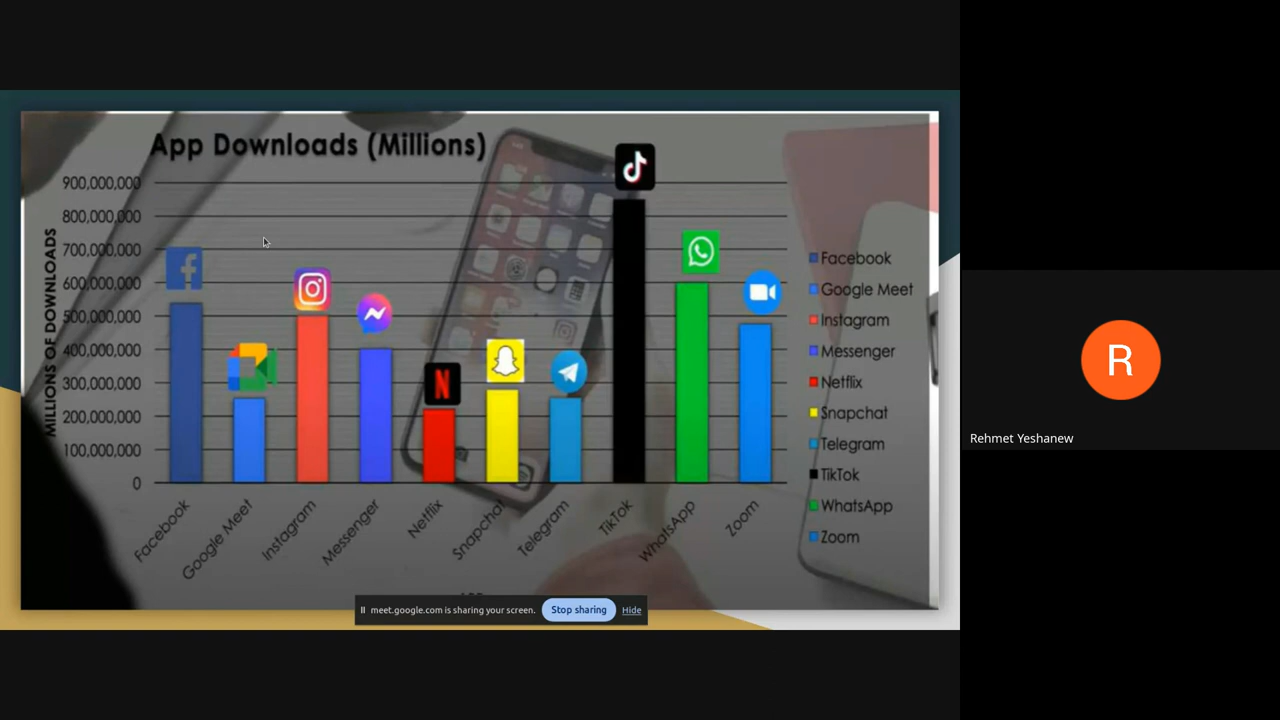 App Downloads (Millions)
900,000,000
800,000,000
700,000,000
600,000,000
500,000,000
400,000,000
300,000,000
200,000,000
100,000,000
0
MILLIONS OF DOWNLOADS
Facebook
Google Meet
Instagram
Messenger
Netflix
Snapchat
Telegram
TikTok
WhatsApp
Zoom
Facebook
Google Meet
Instagram
Messenger
Netflix
Snapchat
Telegram
TikTok
WhatsApp
Zoom
meet.google.com is sharing your screen. Stop sharing Hide
R
Rehmet Yeshanew